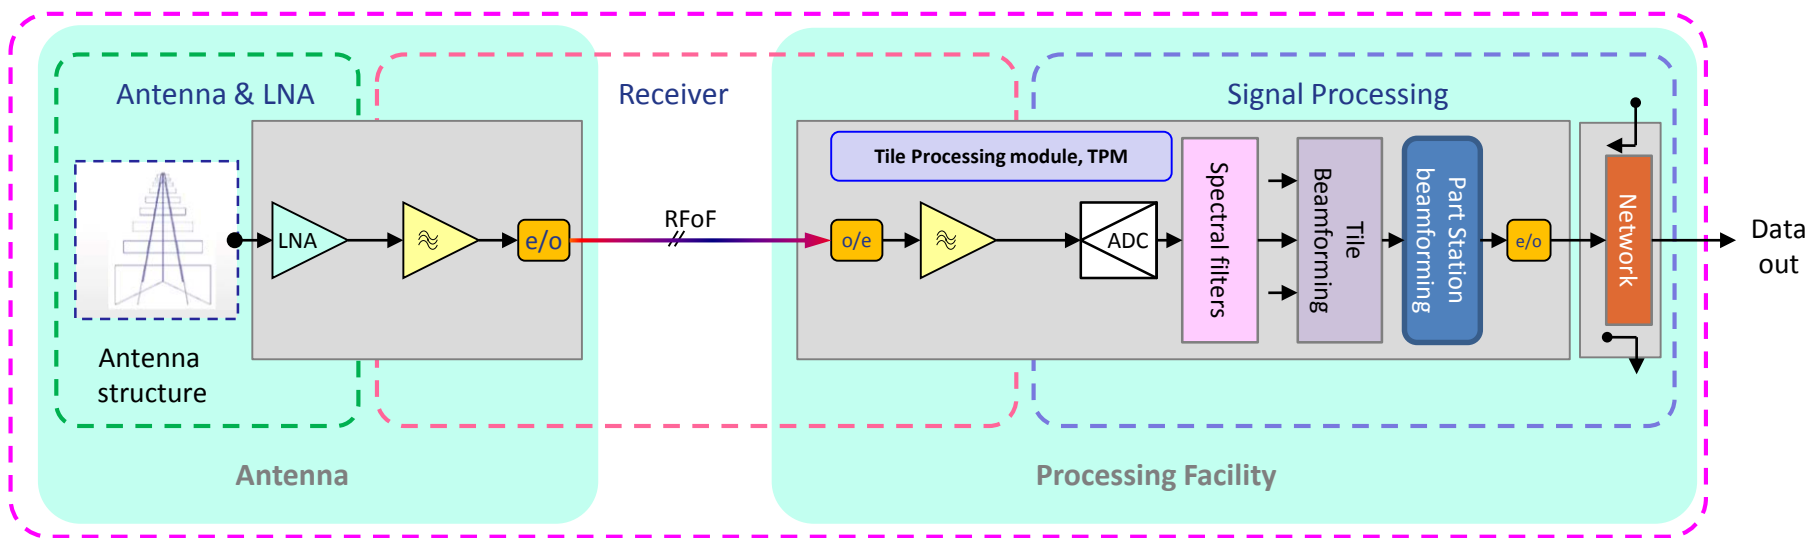 Antenna & LNA
Receiver
Signal Processing
Tile Processing module, TPM
Antenna
structure
LNA
≈
e/o
RFoF
o/e
≈
ADC
Spectral filters
Tile
Beamforming
Part Station
beamforming
e/o
Network
Data
out
Antenna
Processing Facility